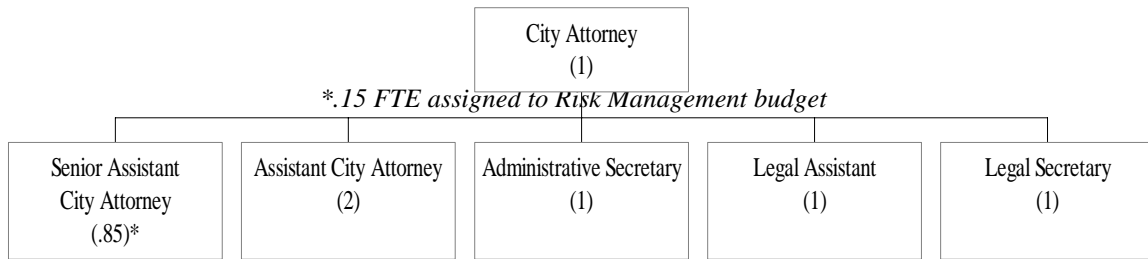 City Attorney
(1)
*.15 FTE assigned to Risk Management budget
Senior Assistant
City Attorney
(.85)*
Assistant City Attorney
(2)
Administrative Secretary
(1)
Legal Assistant
(1)
Legal Secretary
(1)